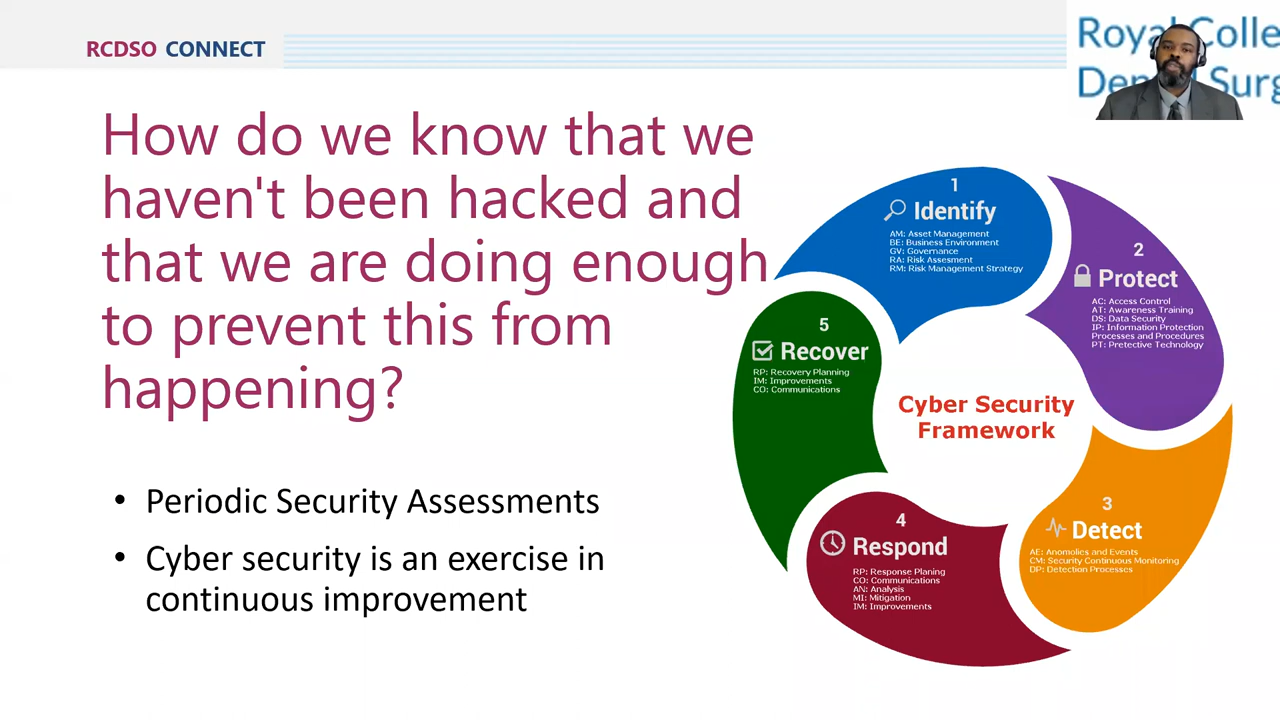 RCDSO CONNECT
Royal Colle
Dental Surg
How do we know that we
haven't been hacked and
that we are doing enough
to prevent this from
happening?
• Periodic Security Assessments
• Cyber security is an exercise in
continuous improvement
1
Identify
AM: Asset Management
BE: Business Environment
GV: Governance
RA: Risk Assesment
RM: Risk Management Strategy
2
Protect
AC: Access Control
AT: Awareness Training
DS: Data Security
IP: Information Protection
Processes and Procedures
PT: Pretective Technology
3
Detect
AE: Anomolies and Events
CM: Security Continuous Monitoring
DP: Detection Processes
4
Respond
RP: Response Planing
CO: Communications
AN: Analysis
MI: Mitigation
IM: Improvements
5
Recover
RP: Recovery Planning
IM: Improvements
CO: Communications
Cyber Security
Framework